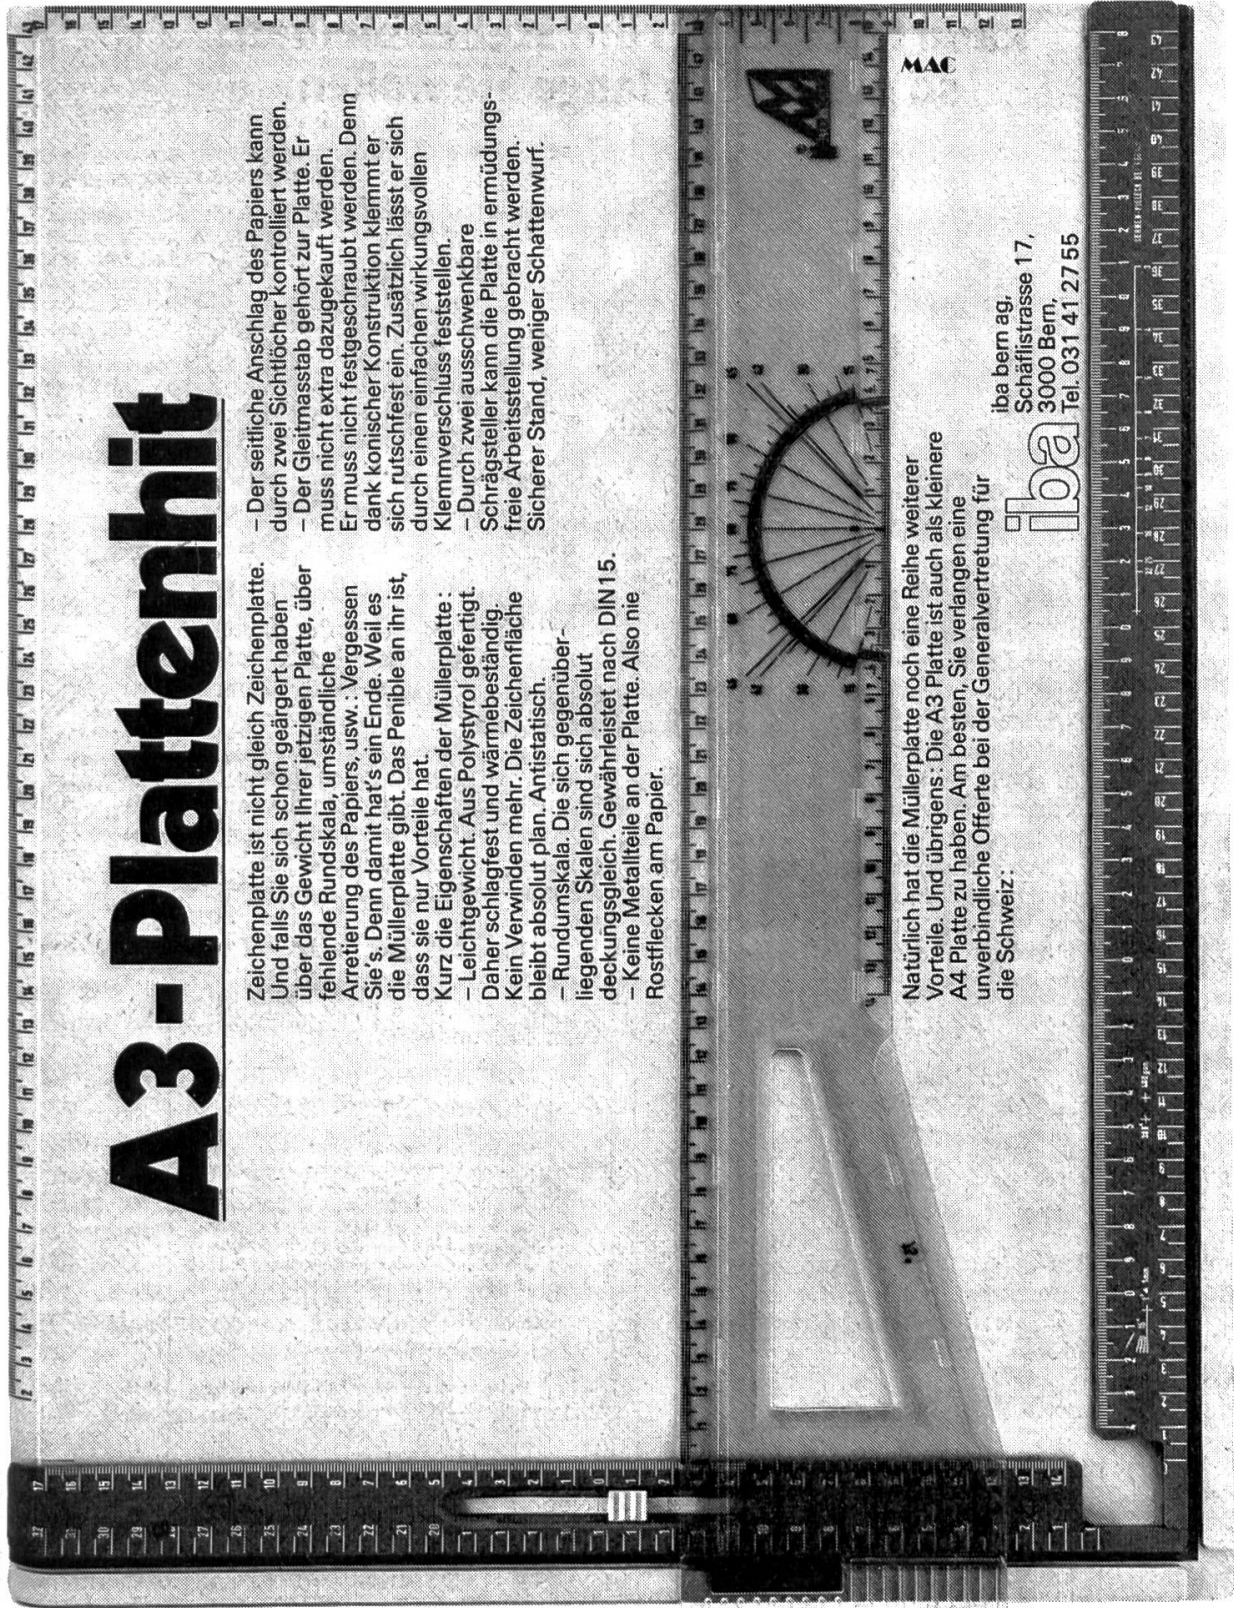 A3-Plattenhit
Zeichenplatte ist nicht gleich Zeichenplatte.
Und falls Sie sich schon geärgert haben
über das Gewicht Ihrer jetzigen Platte, über
fehlende Rundskala, umständliche
Arretierung des Papiers, usw.: Vergessen
Sie's. Denn damit hat's ein Ende. Weil es
die Müllerplatte gibt. Das Penible an ihr ist,
dass sie nur Vorteile hat.
Kurz die Eigenschaften der Müllerplatte:
– Leichtgewicht. Aus Polystyrol gefertigt.
Daher schlagfest und wärmebeständig.
Kein Verwinden mehr. Die Zeichenfläche
bleibt absolut plan. Antistatisch.
– Rundumskala. Die sich gegenüber-
liegenden Skalen sind sich absolut
deckungsgleich. Gewährleistet nach DIN 15.
– Keine Metallteile an der Platte. Also nie
Rostflecken am Papier.
– Der seitliche Anschlag des Papiers kann
durch zwei Sichtlöcher kontrolliert werden.
– Der Gleitmasstab gehört zur Platte. Er
muss nicht extra dazugekauft werden.
Er muss nicht festgeschraubt werden. Denn
dank konischer Konstruktion klemmt er
sich rutschfest ein. Zusätzlich lässt er sich
durch einen einfachen wirkungsvollen
Klemmverschluss feststellen.
– Durch zwei ausschwenkbare
Schrägsteller kann die Platte in ermüdungs-
freie Arbeitsstellung gebracht werden.
Sicherer Stand, weniger Schattenwurf.
Natürlich hat die Müllerplatte noch eine Reihe weiterer
Vorteile. Und übrigens: Die A3 Platte ist auch als kleinere
A4 Platte zu haben. Am besten, Sie verlangen eine
unverbindliche Offerte bei der Generalvertretung für
die Schweiz:
iba
iba bern ag,
Schäflistrasse 17,
3000 Bern,
Tel. 031 41 27 55
MAC